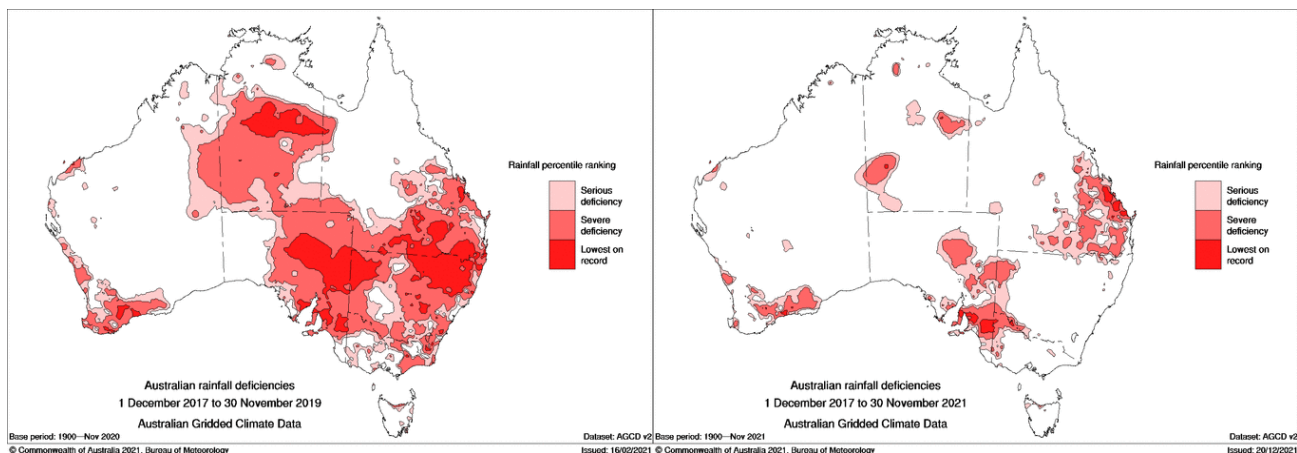 Rainfall percentile ranking
Serious
deficiency
Severe
deficiency
Lowest on
record
Australian rainfall deficiencies
1 December 2017 to 30 November 2019
Australian Gridded Climate Data
Base period: 1900—Nov 2020
Dataset: AGCD v2
© Commonwealth of Australia 2021, Bureau of Meteorology
Issued: 16/02/2021
Rainfall percentile ranking
Serious
deficiency
Severe
deficiency
Lowest on
record
Australian rainfall deficiencies
1 December 2017 to 30 November 2021
Australian Gridded Climate Data
Base period: 1900—Nov 2021
Dataset: AGCD v2
© Commonwealth of Australia 2021, Bureau of Meteorology
Issued: 20/12/2021